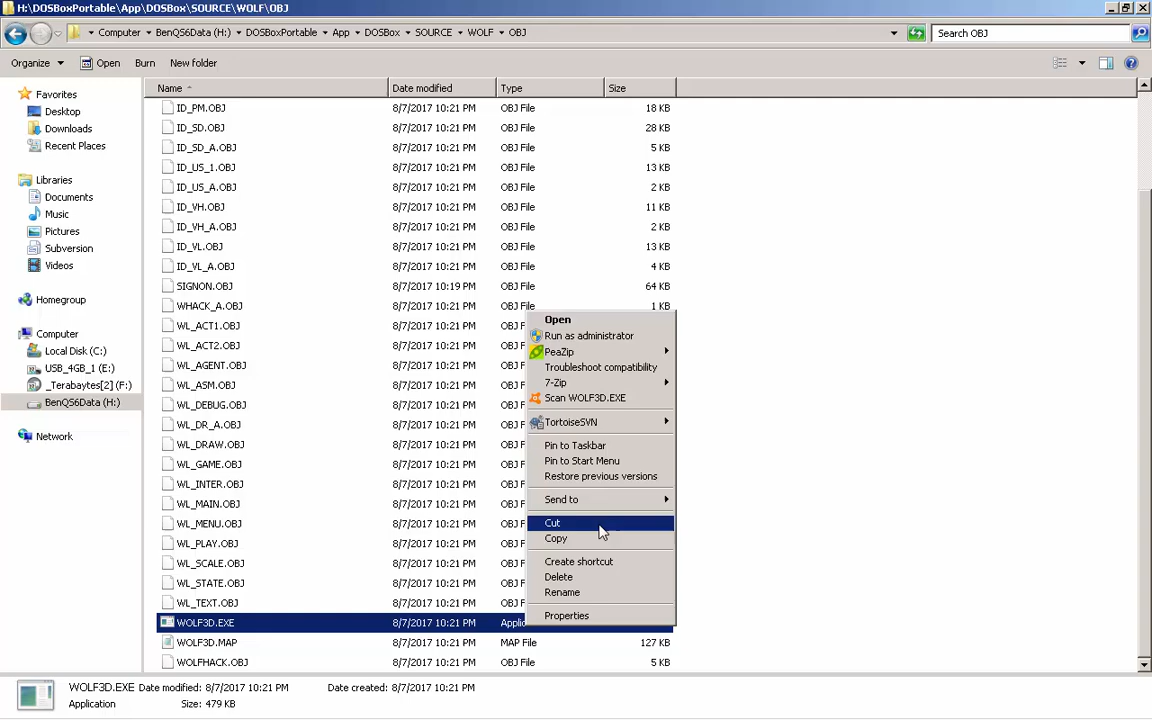 H:\DOSBoxPortable\App\DOSBox\SOURCE\WOLF\OBJ
Computer BenQS6Data (H:) DOSBoxPortable App DOSBox SOURCE WOLF OBJ Search OBJ
Organize Open Burn New folder
Favorites
Desktop
Downloads
Recent Places
Libraries
Documents
Music
Pictures
Subversion
Videos
Homegroup
Computer
Local Disk (C:)
USB_4GB_1 (E:)
_Terabytes[2] (F:)
BenQS6Data (H:)
Network
Name Date modified Type Size
ID_PM.OBJ 8/7/2017 10:21 PM OBJ File 18 KB
ID_SD.OBJ 8/7/2017 10:21 PM OBJ File 28 KB
ID_SD_A.OBJ 8/7/2017 10:21 PM OBJ File 5 KB
ID_US_1.OBJ 8/7/2017 10:21 PM OBJ File 13 KB
ID_US_A.OBJ 8/7/2017 10:21 PM OBJ File 2 KB
ID_VH.OBJ 8/7/2017 10:21 PM OBJ File 11 KB
ID_VH_A.OBJ 8/7/2017 10:21 PM OBJ File 2 KB
ID_VL.OBJ 8/7/2017 10:21 PM OBJ File 13 KB
ID_VL_A.OBJ 8/7/2017 10:21 PM OBJ File 4 KB
SIGNON.OBJ 8/7/2017 10:19 PM OBJ File 64 KB
WHACK_A.OBJ 8/7/2017 10:21 PM OBJ File 1 KB
WL_ACT1.OBJ 8/7/2017 10:21 PM OBJ F
WL_ACT2.OBJ 8/7/2017 10:21 PM OBJ F
WL_AGENT.OBJ 8/7/2017 10:21 PM OBJ F
WL_ASM.OBJ 8/7/2017 10:21 PM OBJ F
WL_DEBUG.OBJ 8/7/2017 10:21 PM OBJ F
WL_DR_A.OBJ 8/7/2017 10:21 PM OBJ F
WL_DRAW.OBJ 8/7/2017 10:21 PM OBJ F
WL_GAME.OBJ 8/7/2017 10:21 PM OBJ F
WL_INTER.OBJ 8/7/2017 10:21 PM OBJ F
WL_MAIN.OBJ 8/7/2017 10:21 PM OBJ F
WL_MENU.OBJ 8/7/2017 10:21 PM OBJ F
WL_PLAY.OBJ 8/7/2017 10:21 PM OBJ F
WL_SCALE.OBJ 8/7/2017 10:21 PM OBJ F
WL_STATE.OBJ 8/7/2017 10:21 PM OBJ F
WL_TEXT.OBJ 8/7/2017 10:21 PM OBJ F
WOLF3D.EXE 8/7/2017 10:21 PM Applic
WOLF3D.MAP 8/7/2017 10:21 PM MAP File 127 KB
WOLFHACK.OBJ 8/7/2017 10:21 PM OBJ File 5 KB
Open
Run as administrator
PeaZip
Troubleshoot compatibility
7-Zip
Scan WOLF3D.EXE
TortoiseSVN
Pin to Taskbar
Pin to Start Menu
Restore previous versions
Send to
Cut
Copy
Create shortcut
Delete
Rename
Properties
WOLF3D.EXE Date modified: 8/7/2017 10:21 PM Date created: 8/7/2017 10:21 PM
Application Size: 479 KB